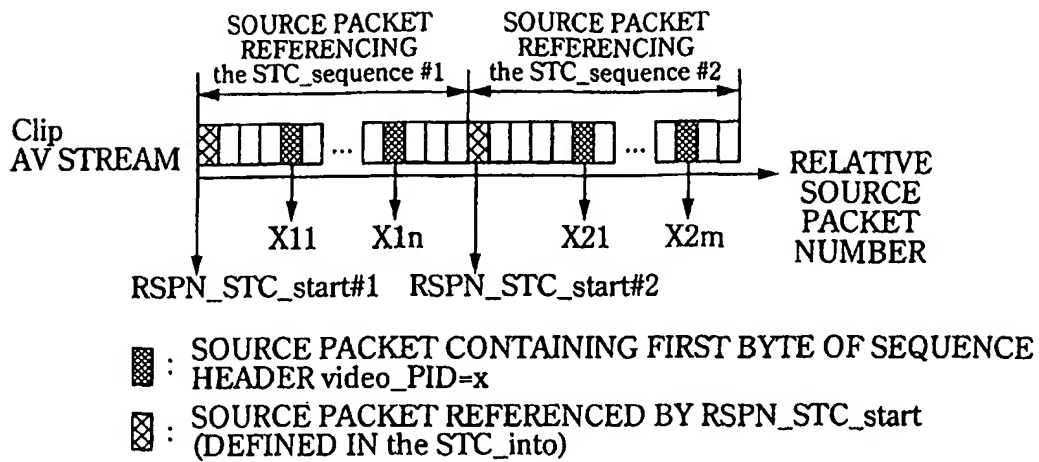 SOURCE PACKET
REFERENCING
the STC_sequence #1
SOURCE PACKET
REFERENCING
the STC_sequence #2
Clip
AV STREAM
...
...
RELATIVE
SOURCE
PACKET
NUMBER
X11
X1n
X21
X2m
RSPN_STC_start#1
RSPN_STC_start#2
: SOURCE PACKET CONTAINING FIRST BYTE OF SEQUENCE
HEADER video_PID=x
: SOURCE PACKET REFERENCED BY RSPN_STC_start
(DEFINED IN the STC_into)